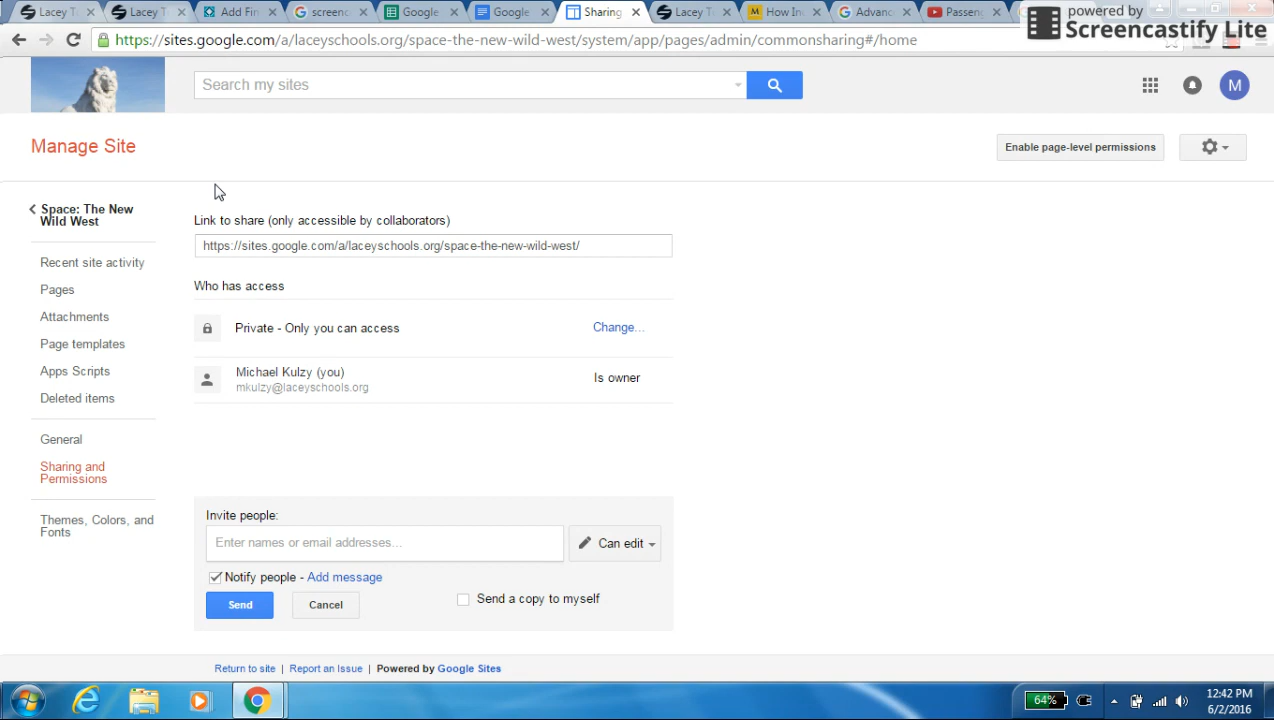 Lacey T
Lacey T
Add Fin
screenc
Google
Google
Sharing
Lacey T
How In
Advanc
Passen
powered by
Screencastify Lite
https://sites.google.com/a/laceyschools.org/space-the-new-wild-west/system/app/pages/admin/commonsharing#/home
Search my sites
M
Manage Site
Enable page-level permissions
Space: The New
Wild West
Recent site activity
Pages
Attachments
Page templates
Apps Scripts
Deleted items
General
Sharing and
Permissions
Themes, Colors, and
Fonts
Link to share (only accessible by collaborators)
https://sites.google.com/a/laceyschools.org/space-the-new-wild-west/
Who has access
Private - Only you can access
Change...
Michael Kulzy (you)
mkulzy@laceyschools.org
Is owner
Invite people:
Enter names or email addresses...
Can edit
Notify people - Add message
Send
Cancel
Send a copy to myself
Return to site | Report an Issue | Powered by Google Sites
64%
12:42 PM
6/2/2016